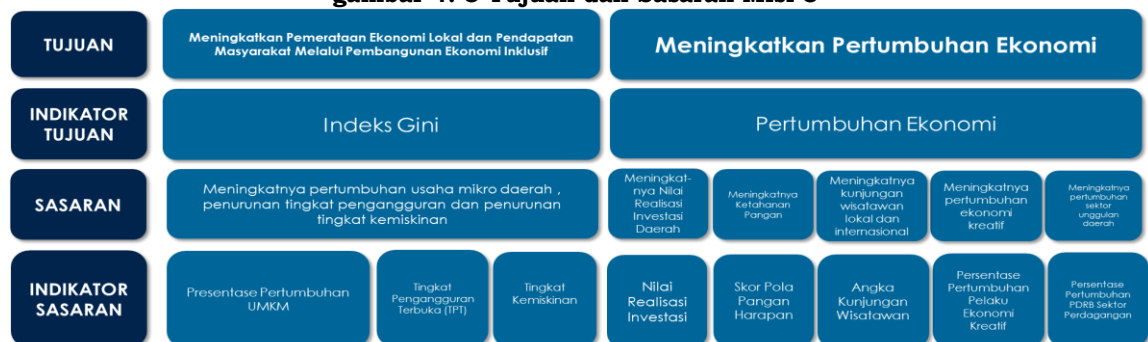 TUJUAN
Meningkatkan Pemerataan Ekonomi Lokal dan Pendapatan
Masyarakat Melalui Pembangunan Ekonomi Inklusif
Meningkatkan Pertumbuhan Ekonomi
INDIKATOR
TUJUAN
Indeks Gini
Pertumbuhan Ekonomi
SASARAN
Meningkatnya pertumbuhan usaha mikro daerah ,
penurunan tingkat pengangguran dan penurunan
tingkat kemiskinan
Meningkat-
nya Nilai
Realisasi
Investasi
Daerah
Meningkatnya
Ketahanan
Pangan
Meningkatnya
kunjungan
wisatawan
lokal dan
internasional
Meningkatnya
pertumbuhan
ekonomi
kreatif
Meningkatnya
pertumbuhan
sektor
unggulan
daerah
INDIKATOR
SASARAN
Presentase Pertumbuhan
UMKM
Tingkat
Pengangguran
Terbuka (TPT)
Tingkat
Kemiskinan
Nilai
Realisasi
Investasi
Skor Pola
Pangan
Harapan
Angka
Kunjungan
Wisatawan
Persentase
Pertumbuhan
Pelaku
Ekonomi
Kreatif
Persentase
Pertumbuhan
PDRB Sektor
Perdagangan